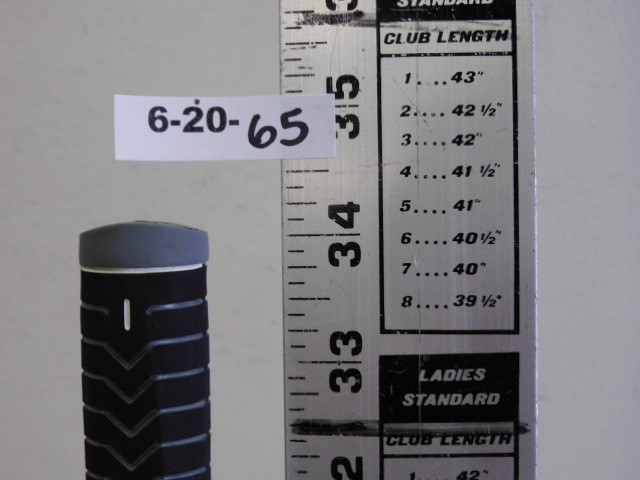 STANDARD
CLUB LENGTH
1....43"
2....42 ½"
3....42"
4....41 ½"
5....41"
6....40 ½"
7....40"
8....39 ½"
LADIES
STANDARD
CLUB LENGTH
1....42"
6-20-65
35
34
33